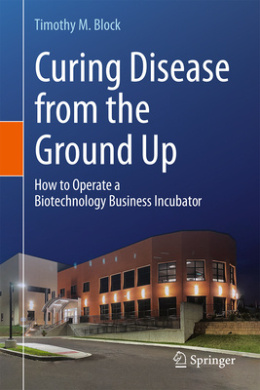 Timothy M. Block
Curing Disease
from the
Ground Up
How to Operate a
Biotechnology Business Incubator
Springer